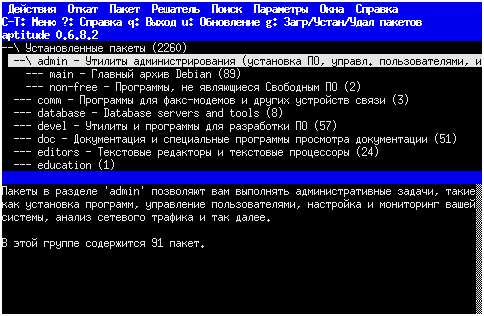 Действия Откат Пакет Решатель Поиск Параметры Окна Справка
C-T: Меню ?: Справка q: Выход u: Обновление g: Загр/Устан/Удал пакетов
aptitude 0.6.8.2
--\ Установленные пакеты (2260)
--\ admin - Утилиты администрирования (установка ПО, управл. пользователями, и
--- main - Главный архив Debian (89)
--- non-free - Программы, не являющиеся Свободным ПО (2)
--- comm - Программы для факс-модемов и других устройств связи (3)
--- database - Database servers and tools (8)
--- devel - Утилиты и программы для разработки ПО (57)
--- doc - Документация и специальные программы просмотра документации (51)
--- editors - Текстовые редакторы и текстовые процессоры (24)
--- education (1)
Пакеты в разделе 'admin' позволяют вам выполнять административные задачи, такие
как установка программ, управление пользователями, настройка и мониторинг вашей
системы, анализ сетевого трафика и так далее.
В этой группе содержится 91 пакет.